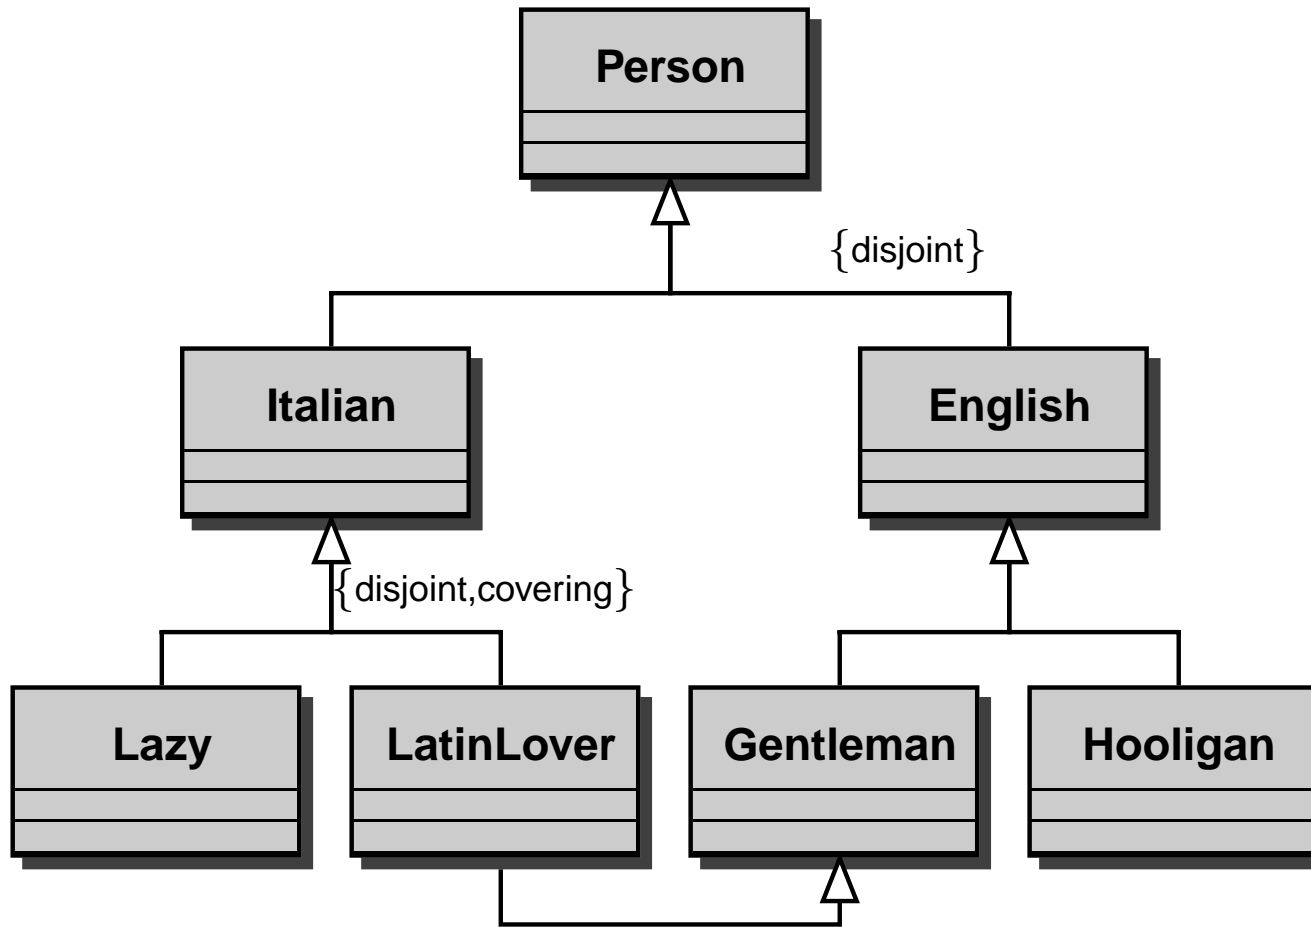 Person
{disjoint}
Italian
English
{disjoint,covering}
Lazy
LatinLover
Gentleman
Hooligan